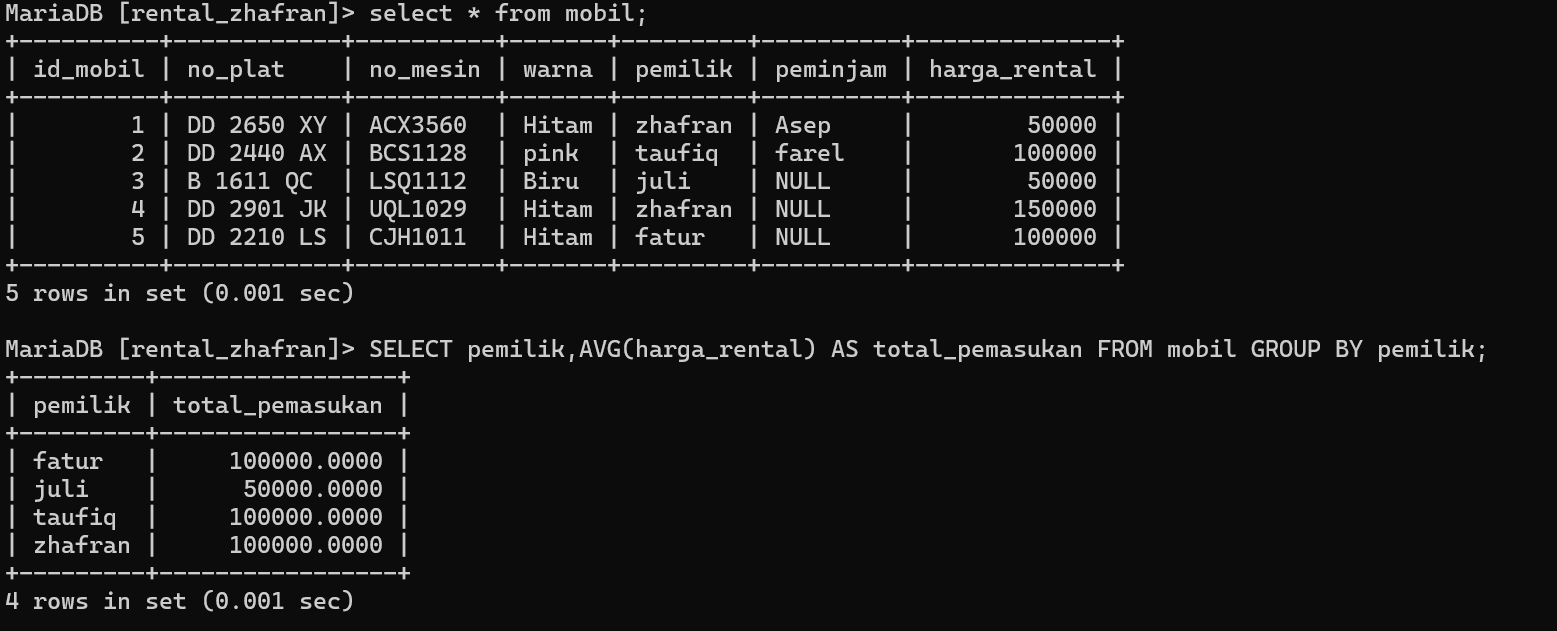 MariaDB [rental_zhafran]> select * from mobil;
+----------+------------+----------+-------+---------+----------+--------------+
| id_mobil | no_plat    | no_mesin | warna | pemilik | peminjam | harga_rental |
+----------+------------+----------+-------+---------+----------+--------------+
|        1 | DD 2650 XY | ACX3560  | Hitam | zhafran | Asep     |        50000 |
|        2 | DD 2440 AX | BCS1128  | pink  | taufiq  | farel    |       100000 |
|        3 | B 1611 QC  | LSQ1112  | Biru  | juli    | NULL     |        50000 |
|        4 | DD 2901 JK | UQL1029  | Hitam | zhafran | NULL     |       150000 |
|        5 | DD 2210 LS | CJH1011  | Hitam | fatur   | NULL     |       100000 |
+----------+------------+----------+-------+---------+----------+--------------+
5 rows in set (0.001 sec)
MariaDB [rental_zhafran]> SELECT pemilik,AVG(harga_rental) AS total_pemasukan FROM mobil GROUP BY pemilik;
+---------+-----------------+
| pemilik | total_pemasukan |
+---------+-----------------+
| fatur   |     100000.0000 |
| juli    |      50000.0000 |
| taufiq  |     100000.0000 |
| zhafran |     100000.0000 |
+---------+-----------------+
4 rows in set (0.001 sec)